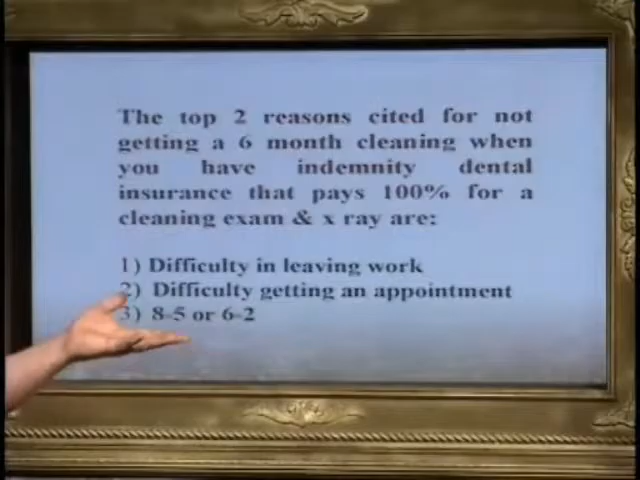 The top 2 reasons cited for not
getting a 6 month cleaning when
you have indemnity dental
insurance that pays 100% for a
cleaning exam & x ray are:
1) Difficulty in leaving work
2) Difficulty getting an appointment
3) 8-5 or 6-2